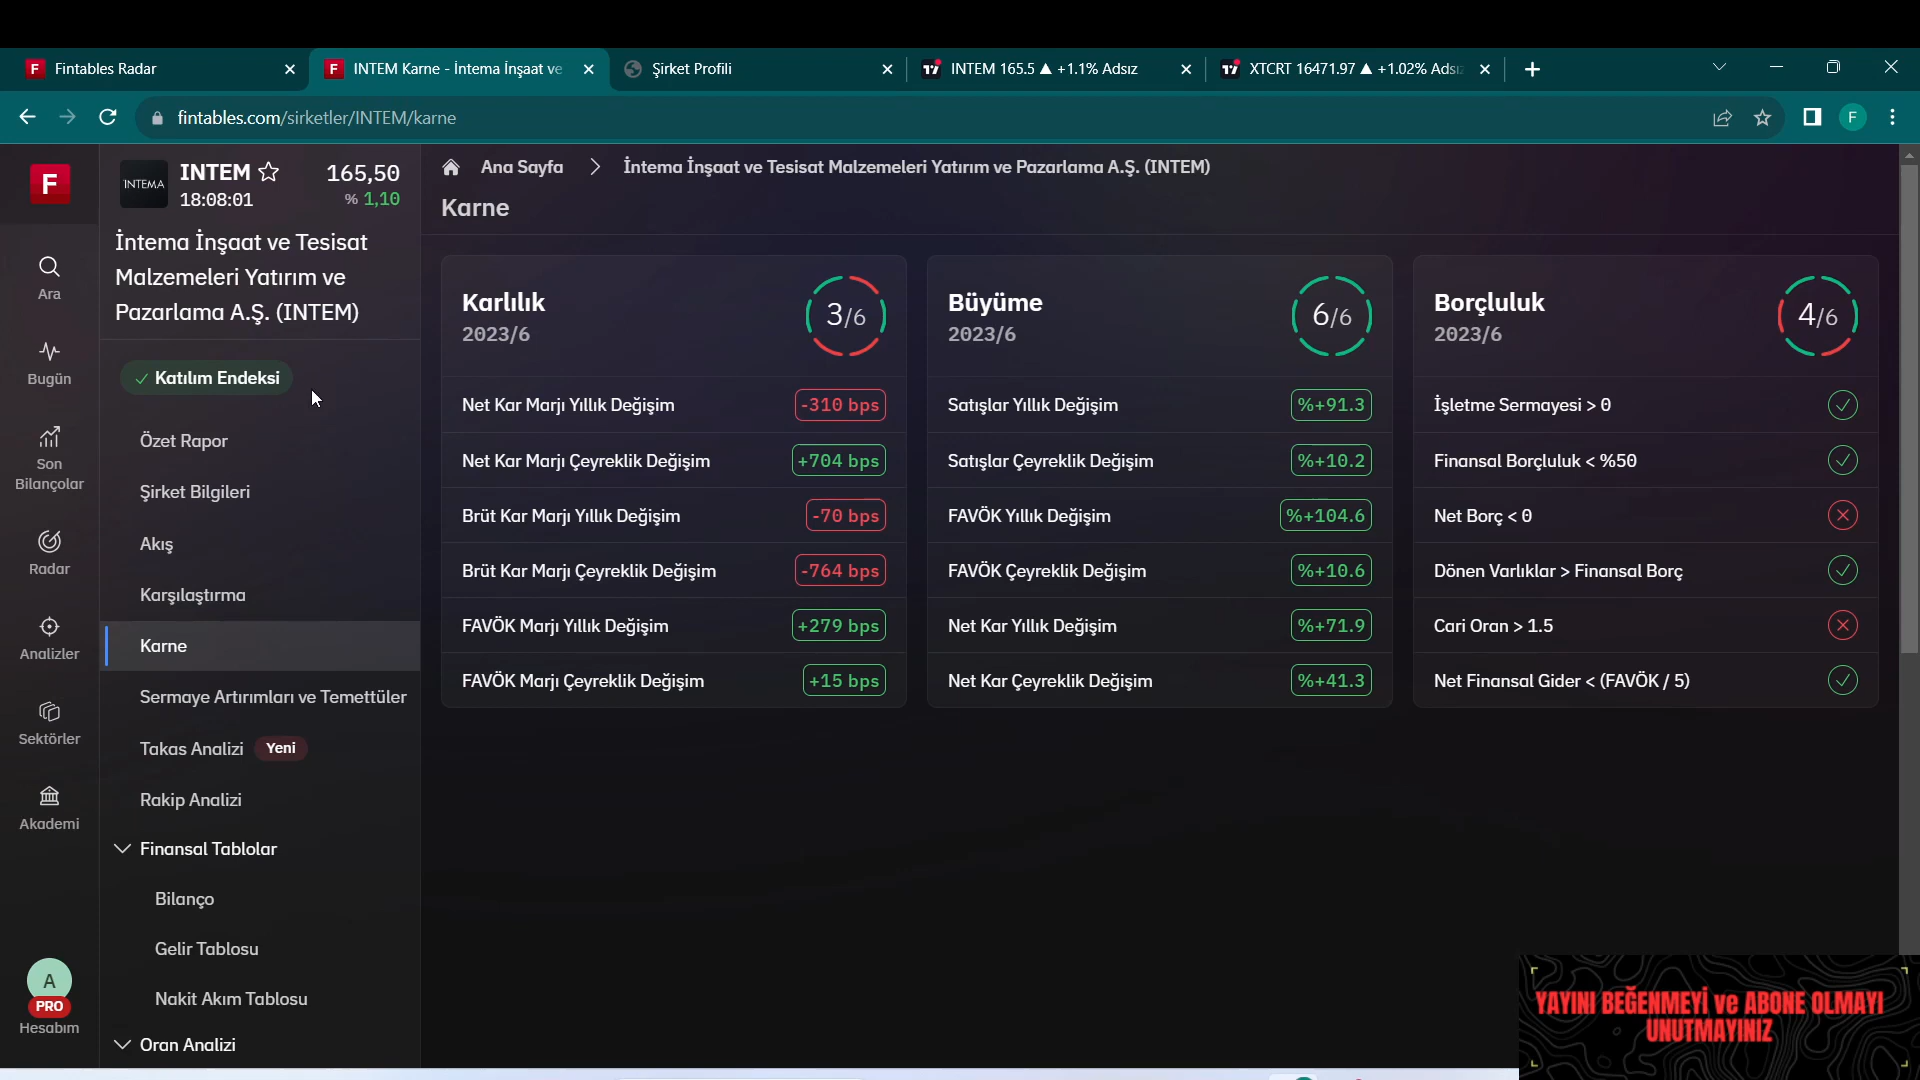 Fintables Radar
INTEM Karne - İntema İnşaat ve
Şirket Profili
INTEM 165.5 ▲ +1.1% Adsız
XTCRT 16471.97 ▲ +1.02% Adsız
fintables.com/sirketler/INTEM/karne
F
F
Ara
Bugün
Son
Bilançolar
Radar
Analizler
Sektörler
Akademi
A
PRO
Hesabım
INTEMA
INTEM
165,50
18:08:01
% 1,10
İntema İnşaat ve Tesisat
Malzemeleri Yatırım ve
Pazarlama A.Ş. (INTEM)
Katılım Endeksi
Özet Rapor
Şirket Bilgileri
Akış
Karşılaştırma
Karne
Sermaye Artırımları ve Temettüler
Takas Analizi Yeni
Rakip Analizi
Finansal Tablolar
Bilanço
Gelir Tablosu
Nakit Akım Tablosu
Oran Analizi
Ana Sayfa > İntema İnşaat ve Tesisat Malzemeleri Yatırım ve Pazarlama A.Ş. (INTEM)
Karne
Karlılık
2023/6
3/6
Net Kar Marjı Yıllık Değişim -310 bps
Net Kar Marjı Çeyreklik Değişim +704 bps
Brüt Kar Marjı Yıllık Değişim -70 bps
Brüt Kar Marjı Çeyreklik Değişim -764 bps
FAVÖK Marjı Yıllık Değişim +279 bps
FAVÖK Marjı Çeyreklik Değişim +15 bps
Büyüme
2023/6
6/6
Satışlar Yıllık Değişim %+91.3
Satışlar Çeyreklik Değişim %+10.2
FAVÖK Yıllık Değişim %+104.6
FAVÖK Çeyreklik Değişim %+10.6
Net Kar Yıllık Değişim %+71.9
Net Kar Çeyreklik Değişim %+41.3
Borçluluk
2023/6
4/6
İşletme Sermayesi > 0
Finansal Borçluluk < %50
Net Borç < 0
Dönen Varlıklar > Finansal Borç
Cari Oran > 1.5
Net Finansal Gider < (FAVÖK / 5)
YAYINI BEĞENMEYİ ve ABONE OLMAYI
UNUTMAYINIZ